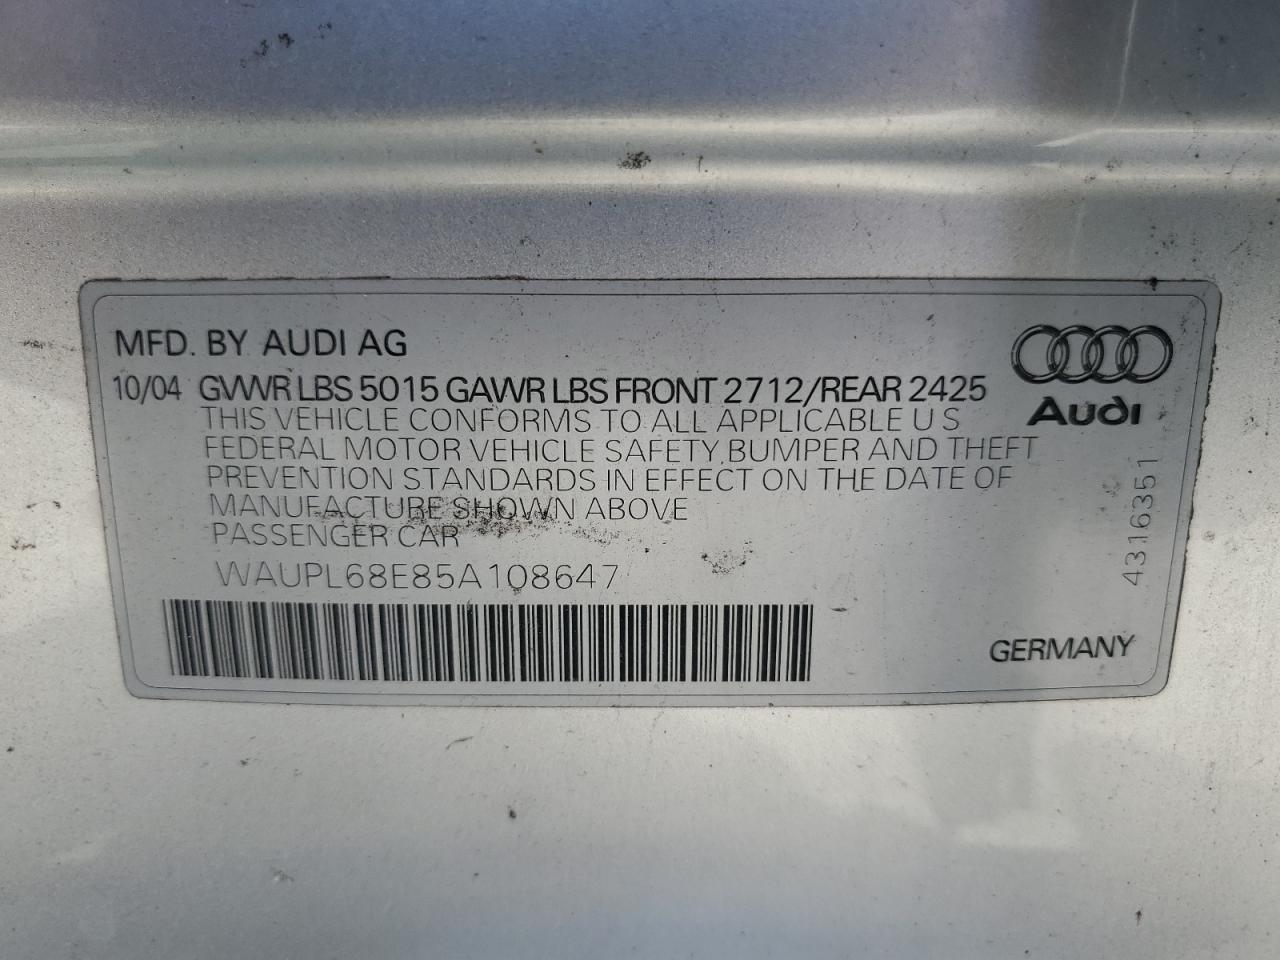 MFD. BY AUDI AG
10/04 GVWR LBS 5015 GAWR LBS FRONT 2712/REAR 2425
THIS VEHICLE CONFORMS TO ALL APPLICABLE U S
FEDERAL MOTOR VEHICLE SAFETY, BUMPER AND THEFT
PREVENTION STANDARDS IN EFFECT ON THE DATE OF
MANUFACTURE SHOWN ABOVE
PASSENGER CAR
WAUPL68E85A108647
Audi
4316351
GERMANY